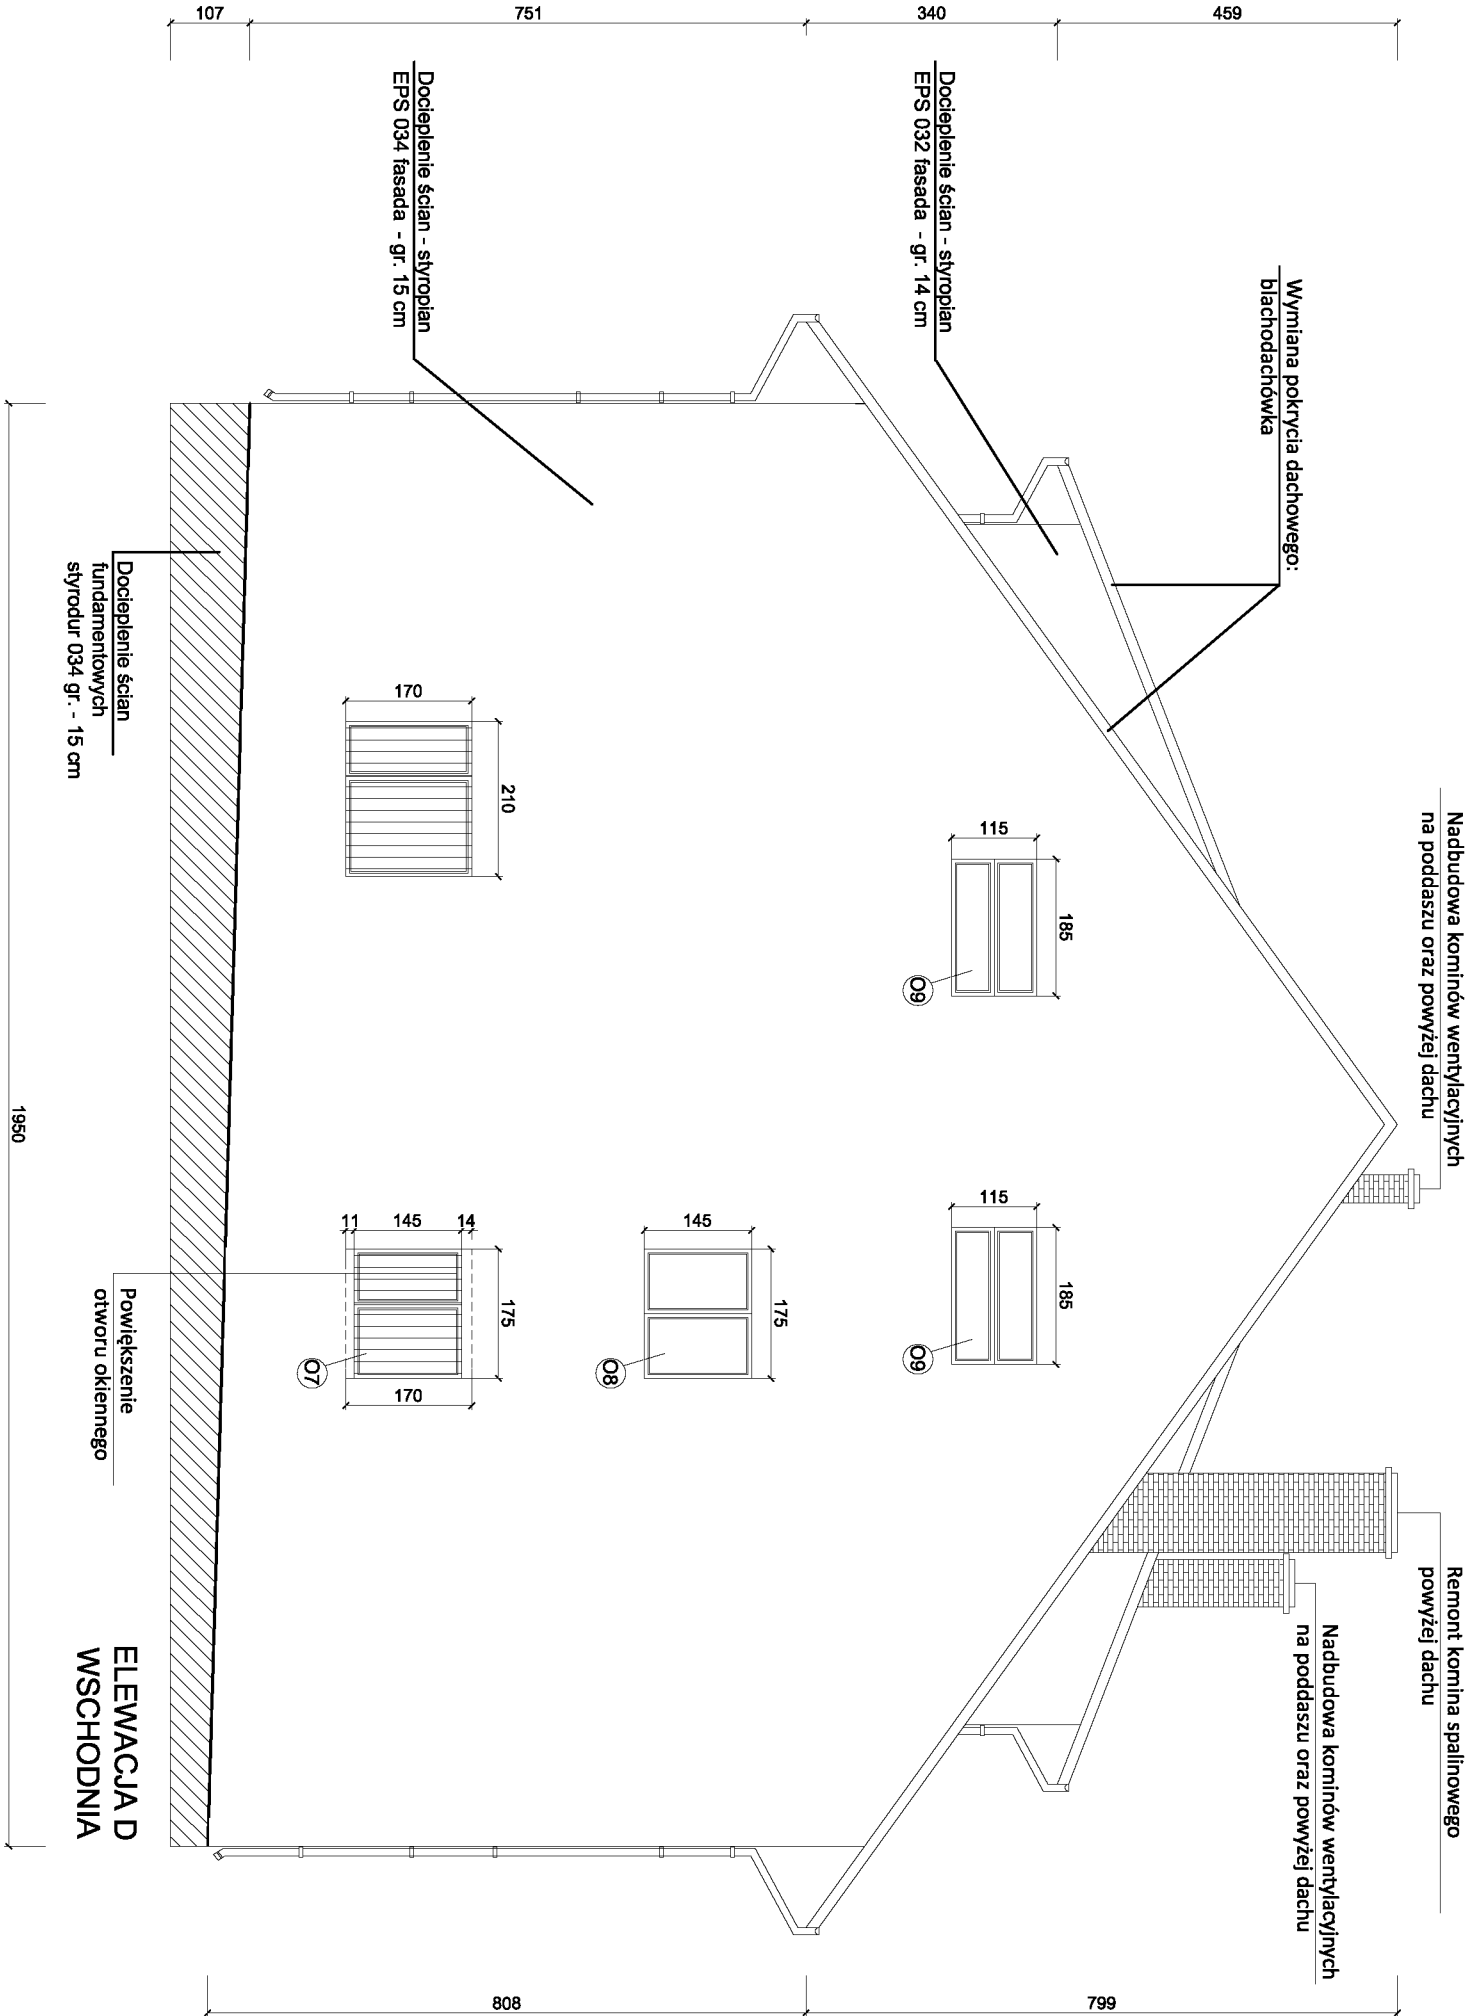 Nadbudowa kominów wentylacyjnych
na poddaszu oraz powyżej dachu
Remont komina spalinowego
powyżej dachu
Nadbudowa kominów wentylacyjnych
na poddaszu oraz powyżej dachu
Wymiana pokrycia dachowego:
blachodachówka
Docieplenie ścian - styropian
EPS 032 fasada - gr. 14 cm
Docieplenie ścian - styropian
EPS 034 fasada - gr. 15 cm
459
340
751
107
799
808
185
115
O9
185
115
O9
175
145
O8
210
170
175
14
145
11
170
O7
Docieplenie ścian
fundamentowych
styrodur 034 gr. - 15 cm
Powiększenie
otworu okiennego
ELEWACJA D
WSCHODNIA
1950